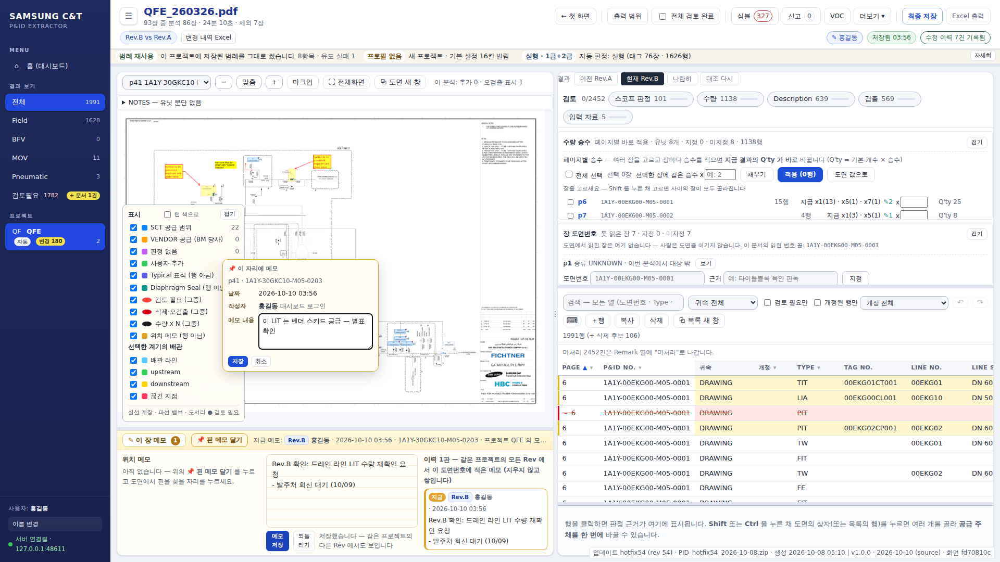 SAMSUNG C&T
P&ID EXTRACTOR
MENU
⌂ 홈 (대시보드)
결과 보기
전체 1991
Field 1628
BFV 0
MOV 11
Pneumatic 3
검토필요 1782 + 문서 1건
프로젝트
QF QFE
자동 변경 180 2
사용자: 홍길동
이름 변경
서버 연결됨 ·
127.0.0.1:48611
☰ QFE_260326.pdf
93장 중 분석 86장 · 24분 10초 · 제외 7장
← 첫 화면 출력 범위 전체 검토 완료 심볼 327 신고 0 VOC 더보기 ▾ 최종 저장 Excel 출력
Rev.B vs Rev.A 변경 내역 Excel
✎ 홍길동 저장됨 03:56 수정 이력 7건 기록됨
범례 재사용 이 프로젝트에 저장된 범례를 그대로 썼습니다 8항목 · 유도 실패 1 프로필 없음 새 프로젝트 · 기본 설정 16칸 빌림 실행 · 1급+2급 자동 판정: 실행 (태그 76장 · 1626행) 자세히
p41 1A1Y-30GKC10- − 맞춤 + 마크업 ⛶ 전체화면 도면 새 창 이 분석: 추가 0 · 오검출 표시 1
▶ NOTES — 유닛 문단 없음
SEE NOTE 2
ISSUED FOR REVIEW
FICHTNER
QATAR FACILITY E IWPP
SAMSUNG
SAMSUNG C&T
HBC
P&ID FOR POTABLE WATER FORWARDING SYSTEM
표시 탭 색으로 접기
SCT 공급 범위 22
VENDOR 공급 (BM 당사) 0
판정 없음 0
사용자 추가
Typical 표식 (행 아님)
Diaphragm Seal (행 아님
검토 필요 (그중)
삭제·오검출 (그중)
수량 x N (그중)
위치 메모 (행 아님)
선택한 계기의 배관
배관 라인
upstream
downstream
끊긴 지점
실선 계장 · 파선 밸브 · 모서리 ● 검토 필요
📌 이 자리에 메모
p41 · 1A1Y-30GKC10-M05-0203
날짜 2026-10-10 03:56
작성자 홍길동 대시보드 로그인
메모 내용 이 LIT 는 벤더 스키드 공급 — 별표
확인
저장 취소
✎ 이 장 메모 1 📌 핀 메모 달기 지금 메모: Rev.B 홍길동 · 2026-10-10 03:56 · 1A1Y-30GKC10-M05-0203 · 프로젝트 QFE 의 모…
위치 메모
아직 없습니다 — 위의 📌 핀 메모 달기 를 누르
고 도면에서 핀을 꽂을 자리를 누르세요.
Rev.B 확인: 드레인 라인 LIT 수량 재확인 요
청
- 발주처 회신 대기 (10/09)
메모
저장
되돌
리기
저장했습니다 — 같은 프로젝트의
다른 Rev 에서도 보입니다
이력 1판 — 같은 프로젝트의 모든 Rev 에
서 이 도면번호에 적은 메모 (지우지 않고
쌓입니다)
지금 Rev.B 홍길동
· 2026-10-10 03:56
Rev.B 확인: 드레인 라인 LIT 수량 재확
인 요청
- 발주처 회신 대기 (10/09)
결과 이전 Rev.A 현재 Rev.B 나란히 대조 다시
검토 0/2452 스코프 판정 101 수량 1138 Description 639 검출 569
입력 자료 5
수량 승수 페이지별 바로 적용 · 유닛 8개 · 지정 0 · 미지정 8 · 1138행 접기
페이지별 승수 — 여러 장을 고르고 장마다 승수를 적으면 지금 결과의 Q'ty 가 바로 바뀝니다 (Q'ty = 기본 개수 × 승수)
전체 선택 선택 0장 선택한 장에 같은 승수 x 예: 2 채우기 적용 (0행) 도면 값으로
장을 고르세요 — Shift 를 누른 채 고르면 사이의 장이 모두 골라집니다
p6 1A1Y-00EKG00-M05-0001 15행 지금 x1(13) · x5(1) · x7(1) ✎2 x Q'ty 25
p7 1A1Y-00EKG00-M05-0002 4행 지금 x1(3) · x5(1) ✎1 x Q'ty 8
장 도면번호 못 읽은 장 7 · 지정 0 · 미지정 7 접기
도면에서 읽힌 장은 여기 없습니다 — 사람은 도면을 이기지 않습니다. 이 문서의 읽힌 번호 꼴: 1A1Y-00EKG00-M05-0001
p1 종류 UNKNOWN · 이번 분석에서 대상 밖 보기
도면번호 1A1Y-00EKG00-M05-0001 근거 예: 타이틀블록 육안 판독 지정
검색 — 모든 열 (도면번호 · Type · 귀속 전체 검토 필요만 개정된 행만 개정 전체 ↶ ↷
⌨ +행 복사 삭제 목록 새 창
1991행 (+ 삭제 후보 106)
미처리 2452건은 Remark 열에 "미처리"로 나갑니다.
PAGE ▲ ▾ P&ID NO. ▾ 귀속 개정 ▾ TYPE ▾ TAG NO. LINE NO. LINE S
6 1A1Y-00EKG00-M05-0001 DRAWING TIT 00EKG01CT001 00EKG01 DN 60
6 1A1Y-00EKG00-M05-0001 DRAWING LIA 00EKG00CL001 00EKG10 DN 50
− 6 1A1Y-00EKG00-M05-0001 DRAWING PIT
6 1A1Y-00EKG00-M05-0001 DRAWING PIT 00EKG02CP001 00EKG02 DN 60
6 1A1Y-00EKG00-M05-0001 DRAWING TW 00EKG01 DN 60
6 1A1Y-00EKG00-M05-0001 DRAWING FIT
6 1A1Y-00EKG00-M05-0001 DRAWING TW 00EKG02 DN 60
6 1A1Y-00EKG00-M05-0001 DRAWING FE
6 1A1Y-00EKG00-M05-0001 DRAWING FIT
행을 클릭하면 판정 근거가 여기에 표시됩니다. Shift 또는 Ctrl 을 누른 채 도면의 상자(또는 목록의 행)를 누르면 여러 개를 골라 공급 주
체를 한 번에 바꿀 수 있습니다.
업데이트 hotfix54 (rev 54) · PID_hotfix54_2026-10-08.zip · 생성 2026-10-08 05:10 | v1.0.0 · 2026-10-10 (source) · 화면 fd70810c